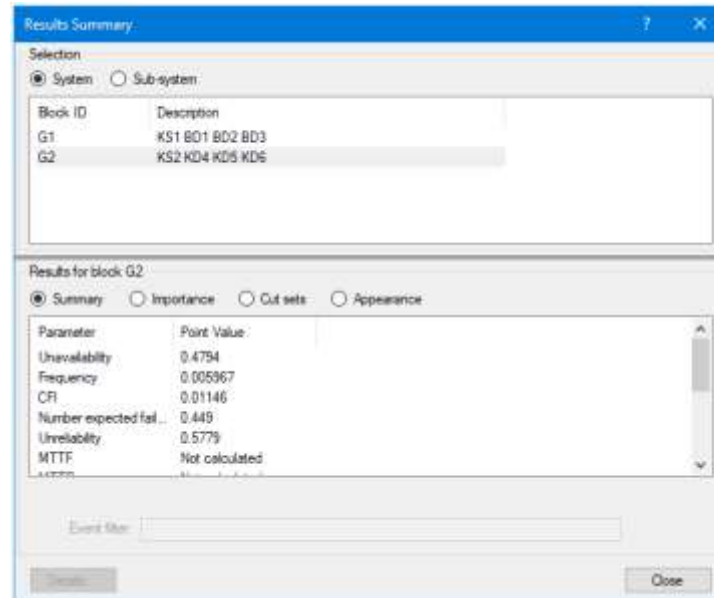 Results Summary ? ×
Selection
System Sub-system
Block ID Description
G1 KS1 BD1 BD2 BD3
G2 KS2 KD4 KD5 KD6
Results for block G2
Summary Importance Cut sets Appearance
Parameter Point Value
Unavailability 0.4794
Frequency 0.005967
CFI 0.01146
Number expected fail... 0.449
Unreliability 0.5779
MTTF Not calculated
Event filter
Close